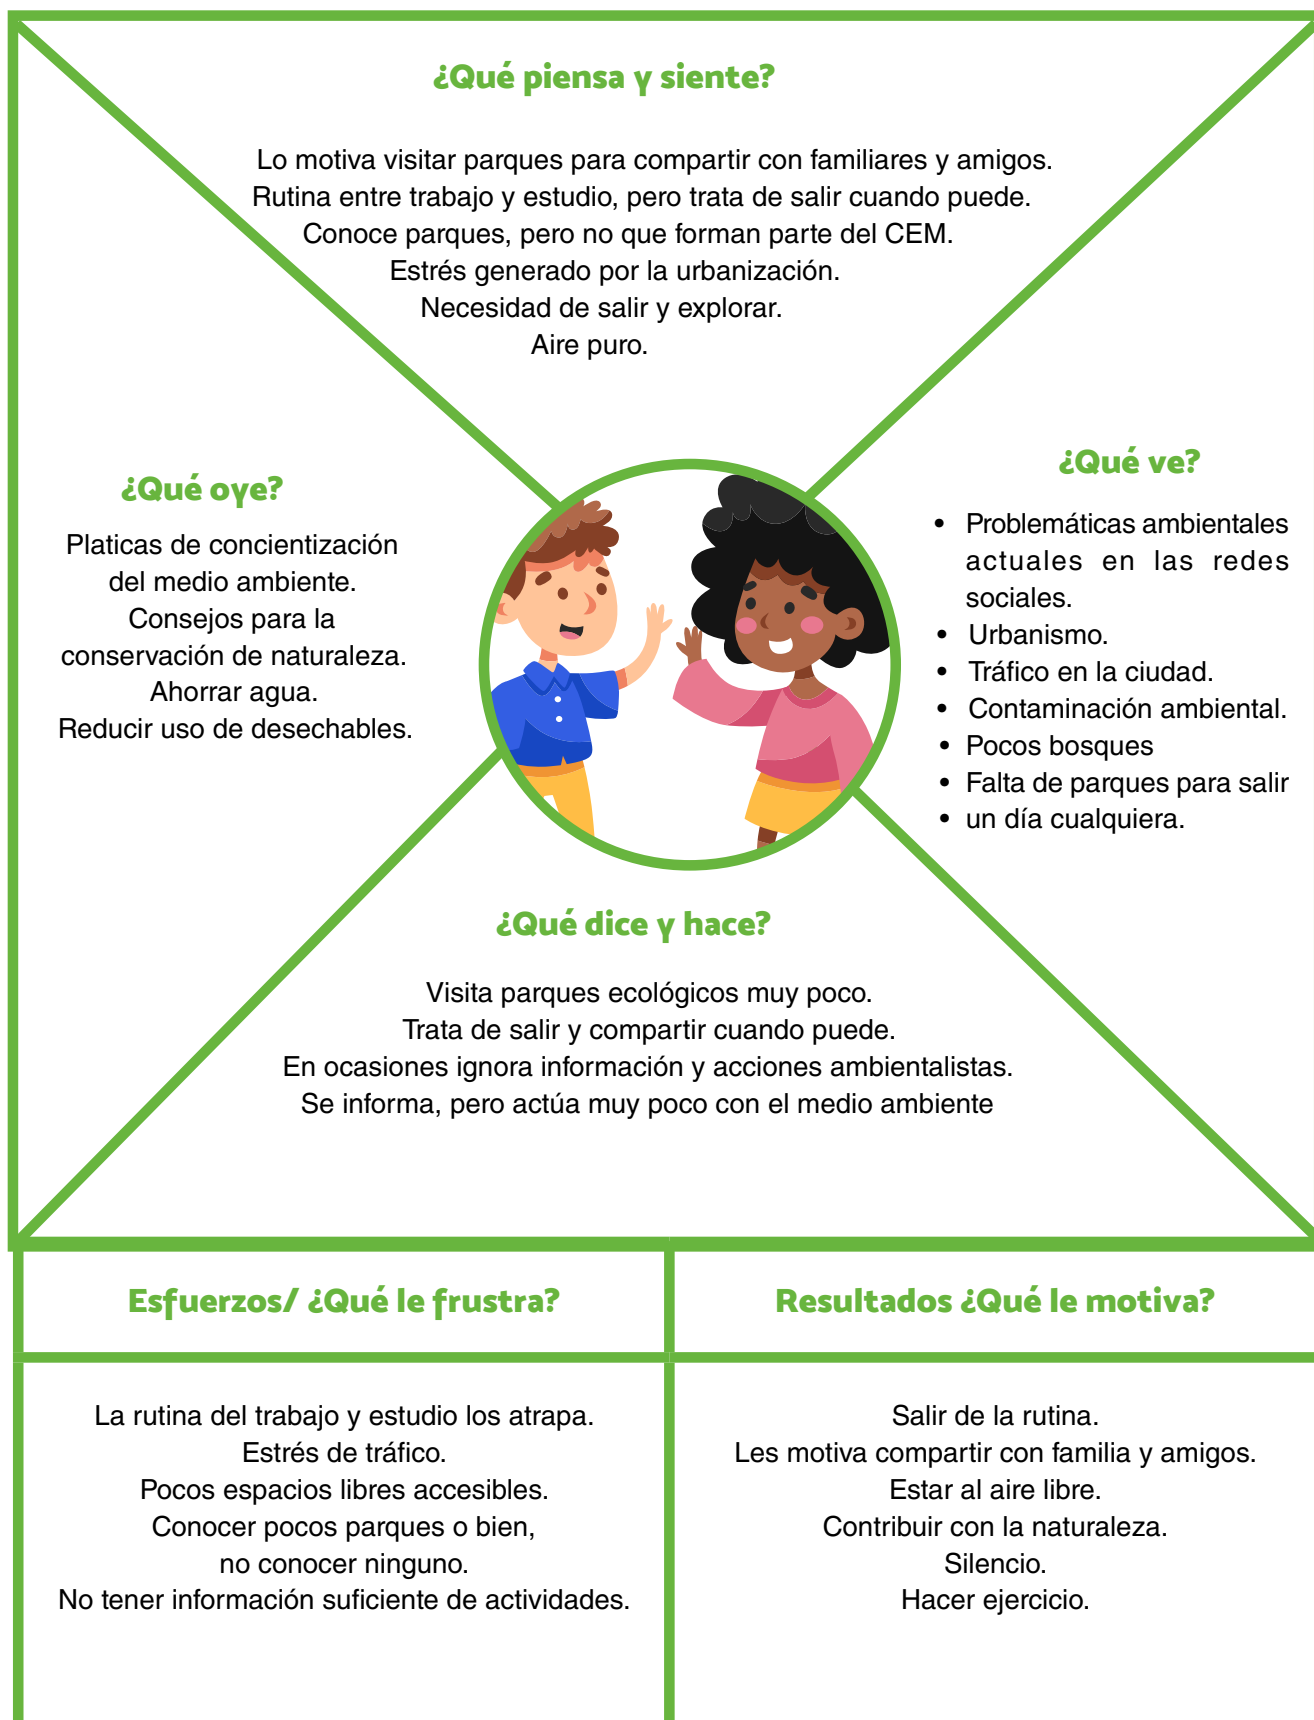 ¿Qué piensa y siente?
Lo motiva visitar parques para compartir con familiares y amigos.
Rutina entre trabajo y estudio, pero trata de salir cuando puede.
Conoce parques, pero no que forman parte del CEM.
Estrés generado por la urbanización.
Necesidad de salir y explorar.
Aire puro.
¿Qué oye?
Platicas de concientización
del medio ambiente.
Consejos para la
conservación de naturaleza.
Ahorrar agua.
Reducir uso de desechables.
¿Qué ve?
• Problemáticas ambientales
actuales en las redes
sociales.
• Urbanismo.
• Tráfico en la ciudad.
• Contaminación ambiental.
• Pocos bosques
• Falta de parques para salir
• un día cualquiera.
¿Qué dice y hace?
Visita parques ecológicos muy poco.
Trata de salir y compartir cuando puede.
En ocasiones ignora información y acciones ambientalistas.
Se informa, pero actúa muy poco con el medio ambiente
Esfuerzos/ ¿Qué le frustra?
La rutina del trabajo y estudio los atrapa.
Estrés de tráfico.
Pocos espacios libres accesibles.
Conocer pocos parques o bien,
no conocer ninguno.
No tener información suficiente de actividades.
Resultados ¿Qué le motiva?
Salir de la rutina.
Les motiva compartir con familia y amigos.
Estar al aire libre.
Contribuir con la naturaleza.
Silencio.
Hacer ejercicio.